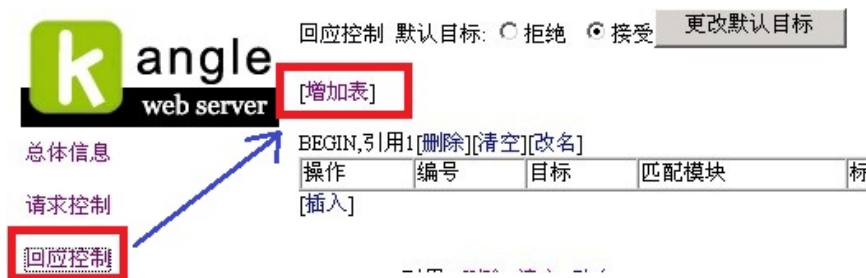 回应控制 默认目标: 拒绝 接受 更改默认目标
k angle
web server
[增加表]
总体信息
请求控制
回应控制
BEGIN,引用1[删除][清空][改名]
操作 编号 目标 匹配模块
[插入]